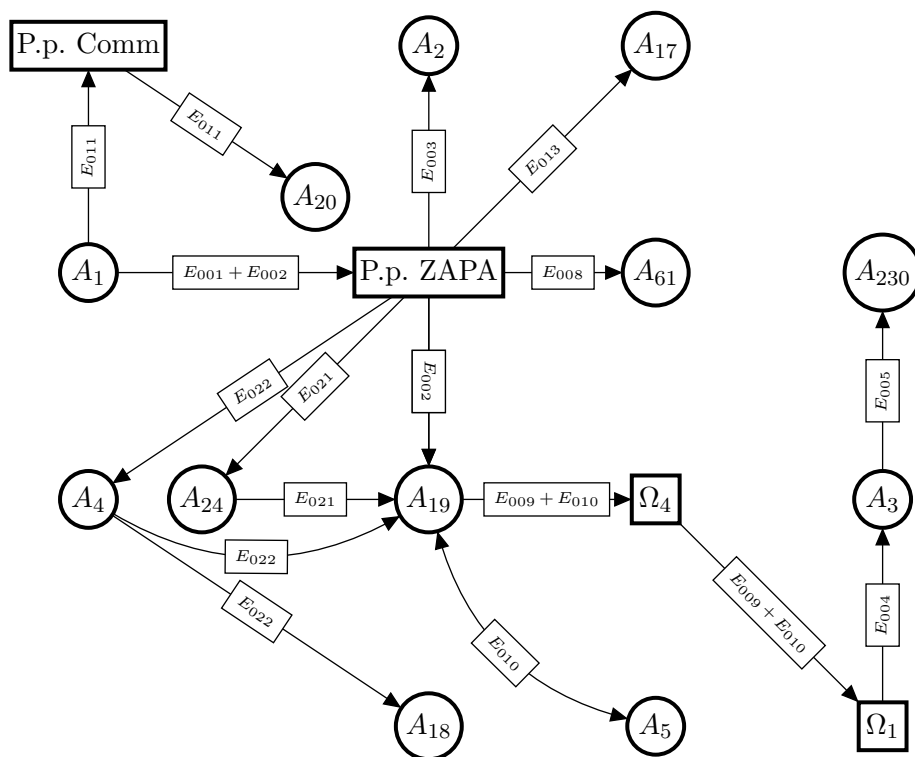 P.p. Comm
A₂
A₁₇
E₀₁₁
E₀₁₁
E₀₀₃
E₀₁₃
A₂₀
A₁
E₀₀₁ + E₀₀₂
P.p. ZAPA
E₀₀₈
A₆₁
A₂₃₀
E₀₂₂
E₀₂₁
E₀₀₂
E₀₀₅
A₄
A₂₄
E₀₂₁
A₁₉
E₀₀₉ + E₀₁₀
Ω₄
A₃
E₀₂₂
E₀₂₂
E₀₁₀
E₀₀₉ + E₀₁₀
E₀₀₄
A₁₈
A₅
Ω₁